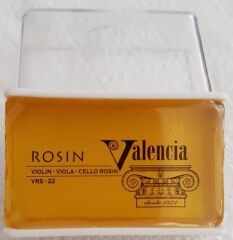 ROSIN Valencia
VIOLIN · VIOLA · CELLO ROSIN
VRS · 22
desde 1972